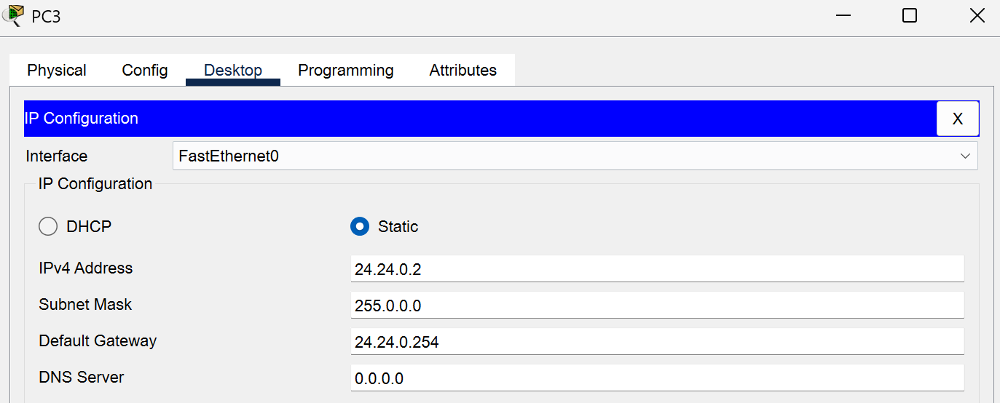 PC3
Physical Config Desktop Programming Attributes
IP Configuration X
Interface FastEthernet0
IP Configuration
DHCP Static
IPv4 Address 24.24.0.2
Subnet Mask 255.0.0.0
Default Gateway 24.24.0.254
DNS Server 0.0.0.0